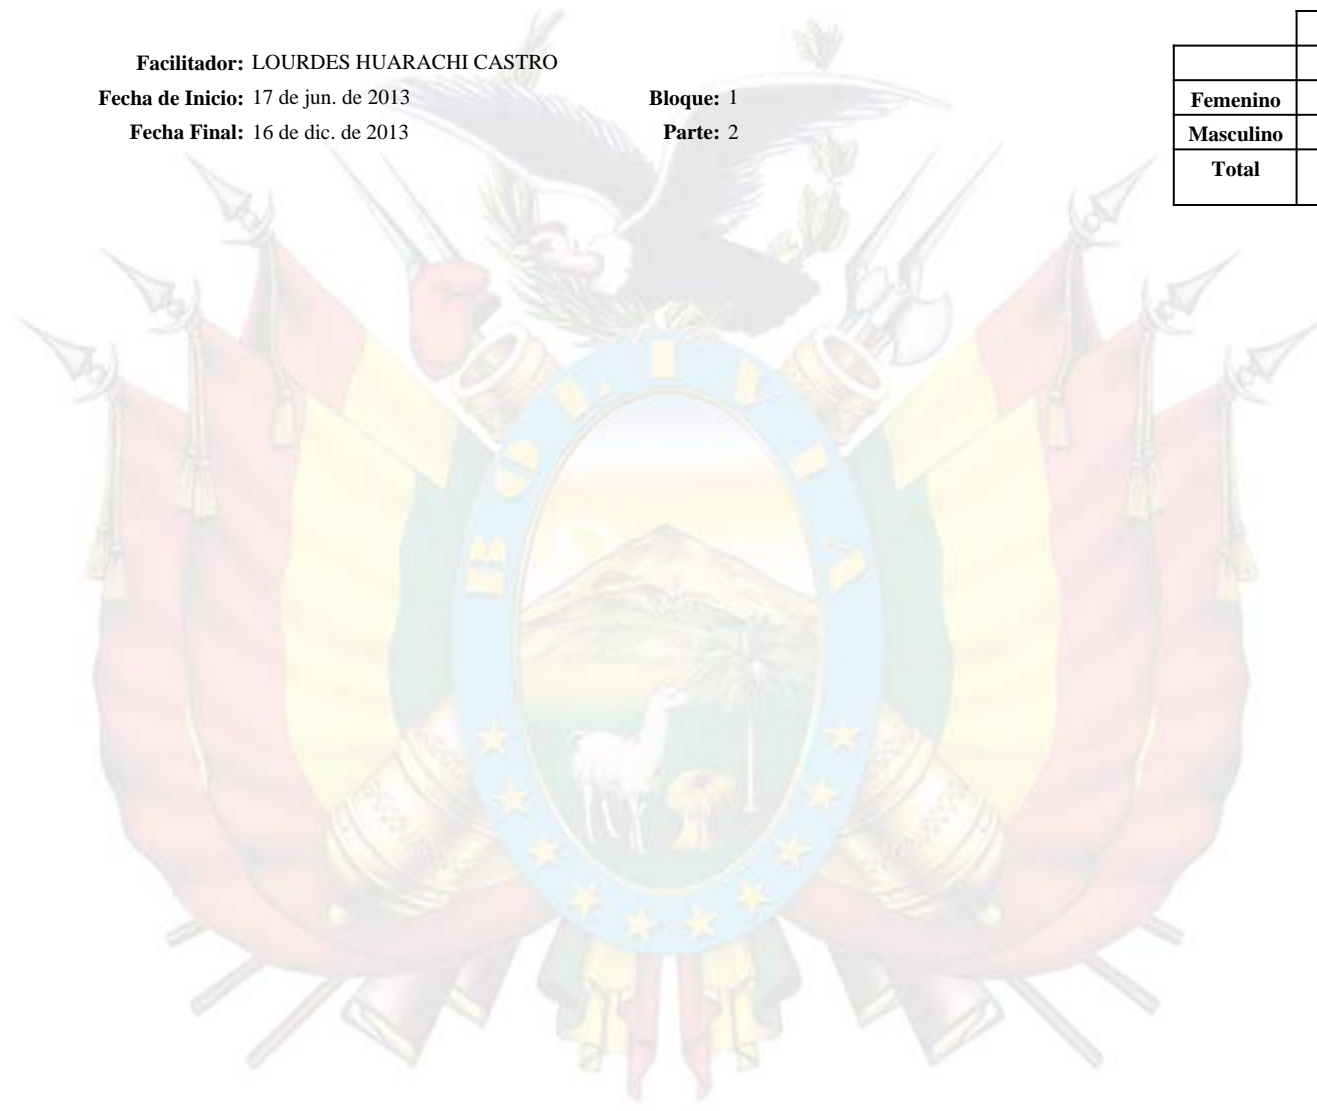 Facilitador: LOURDES HUARACHI CASTRO
Fecha de Inicio: 17 de jun. de 2013 Bloque: 1
Fecha Final: 16 de dic. de 2013 Parte: 2
Femenino
Masculino
Total
BOLIVIA